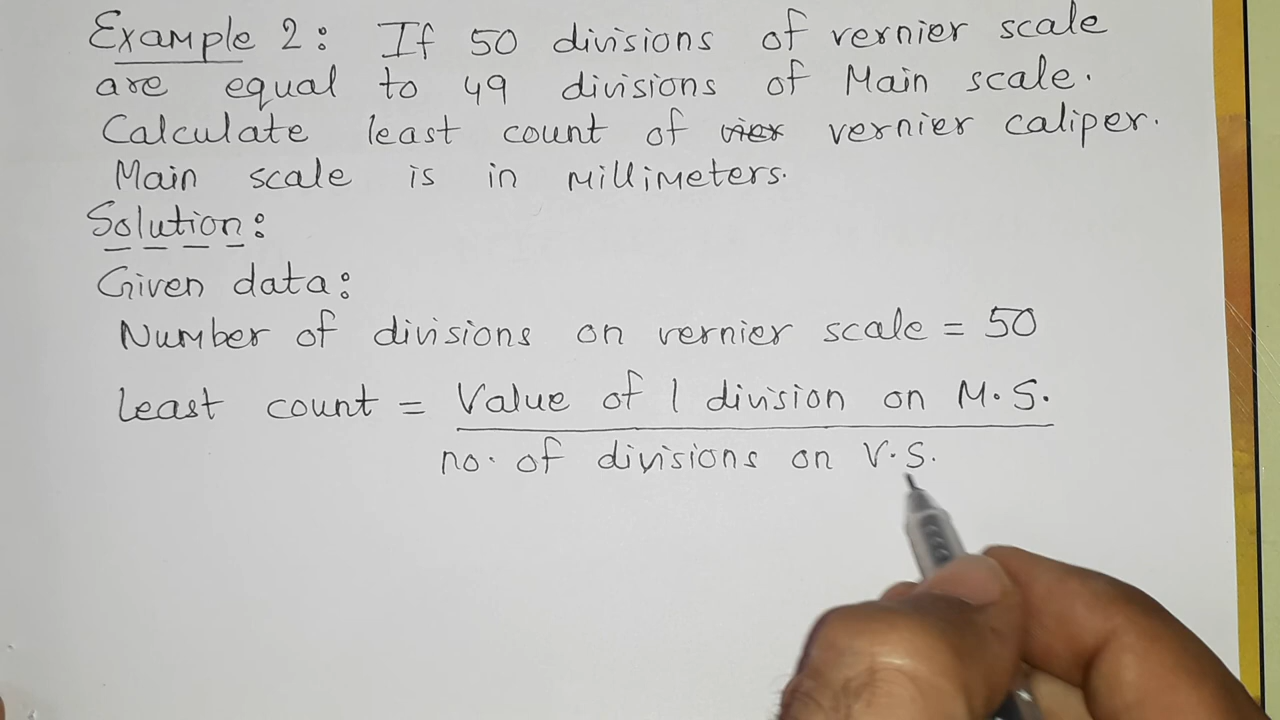 Example 2: If 50 divisions of vernier scale
are equal to 49 divisions of Main scale.
Calculate least count of vernier caliper.
Main scale is in Millimeters.
Solution:
Given data:
Number of divisions on vernier scale = 50
least count = Value of 1 division on M.S.
no. of divisions on V.S.